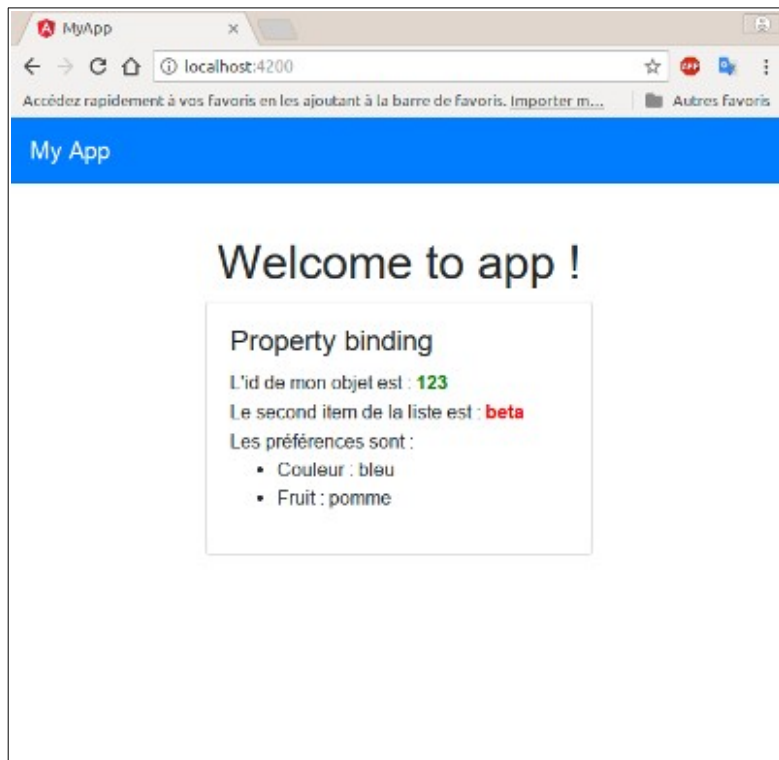 MyApp
localhost:4200
Accédez rapidement à vos favoris en les ajoutant à la barre de favoris. Importer m... Autres favoris
My App
Welcome to app !
Property binding
L'id de mon objet est : 123
Le second item de la liste est : beta
Les préférences sont :
• Couleur : bleu
• Fruit : pomme